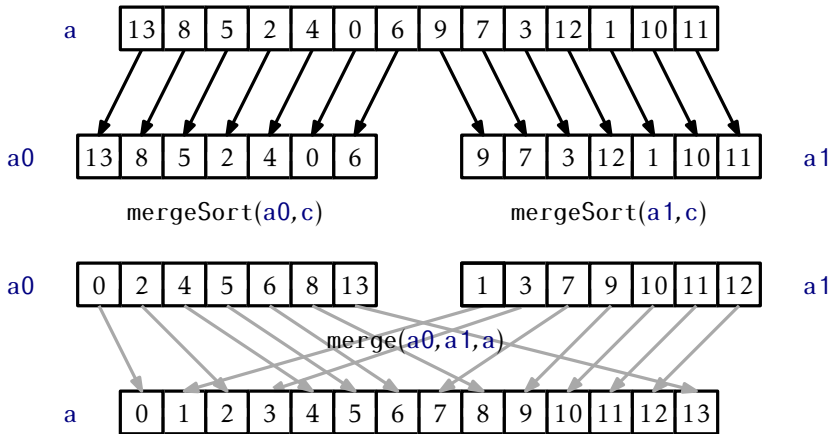 a 13 8 5 2 4 0 6 9 7 3 12 1 10 11
a0 13 8 5 2 4 0 6 9 7 3 12 1 10 11 a1
mergeSort(a0,c) mergeSort(a1,c)
a0 0 2 4 5 6 8 13 1 3 7 9 10 11 12 a1
merge(a0,a1,a)
a 0 1 2 3 4 5 6 7 8 9 10 11 12 13